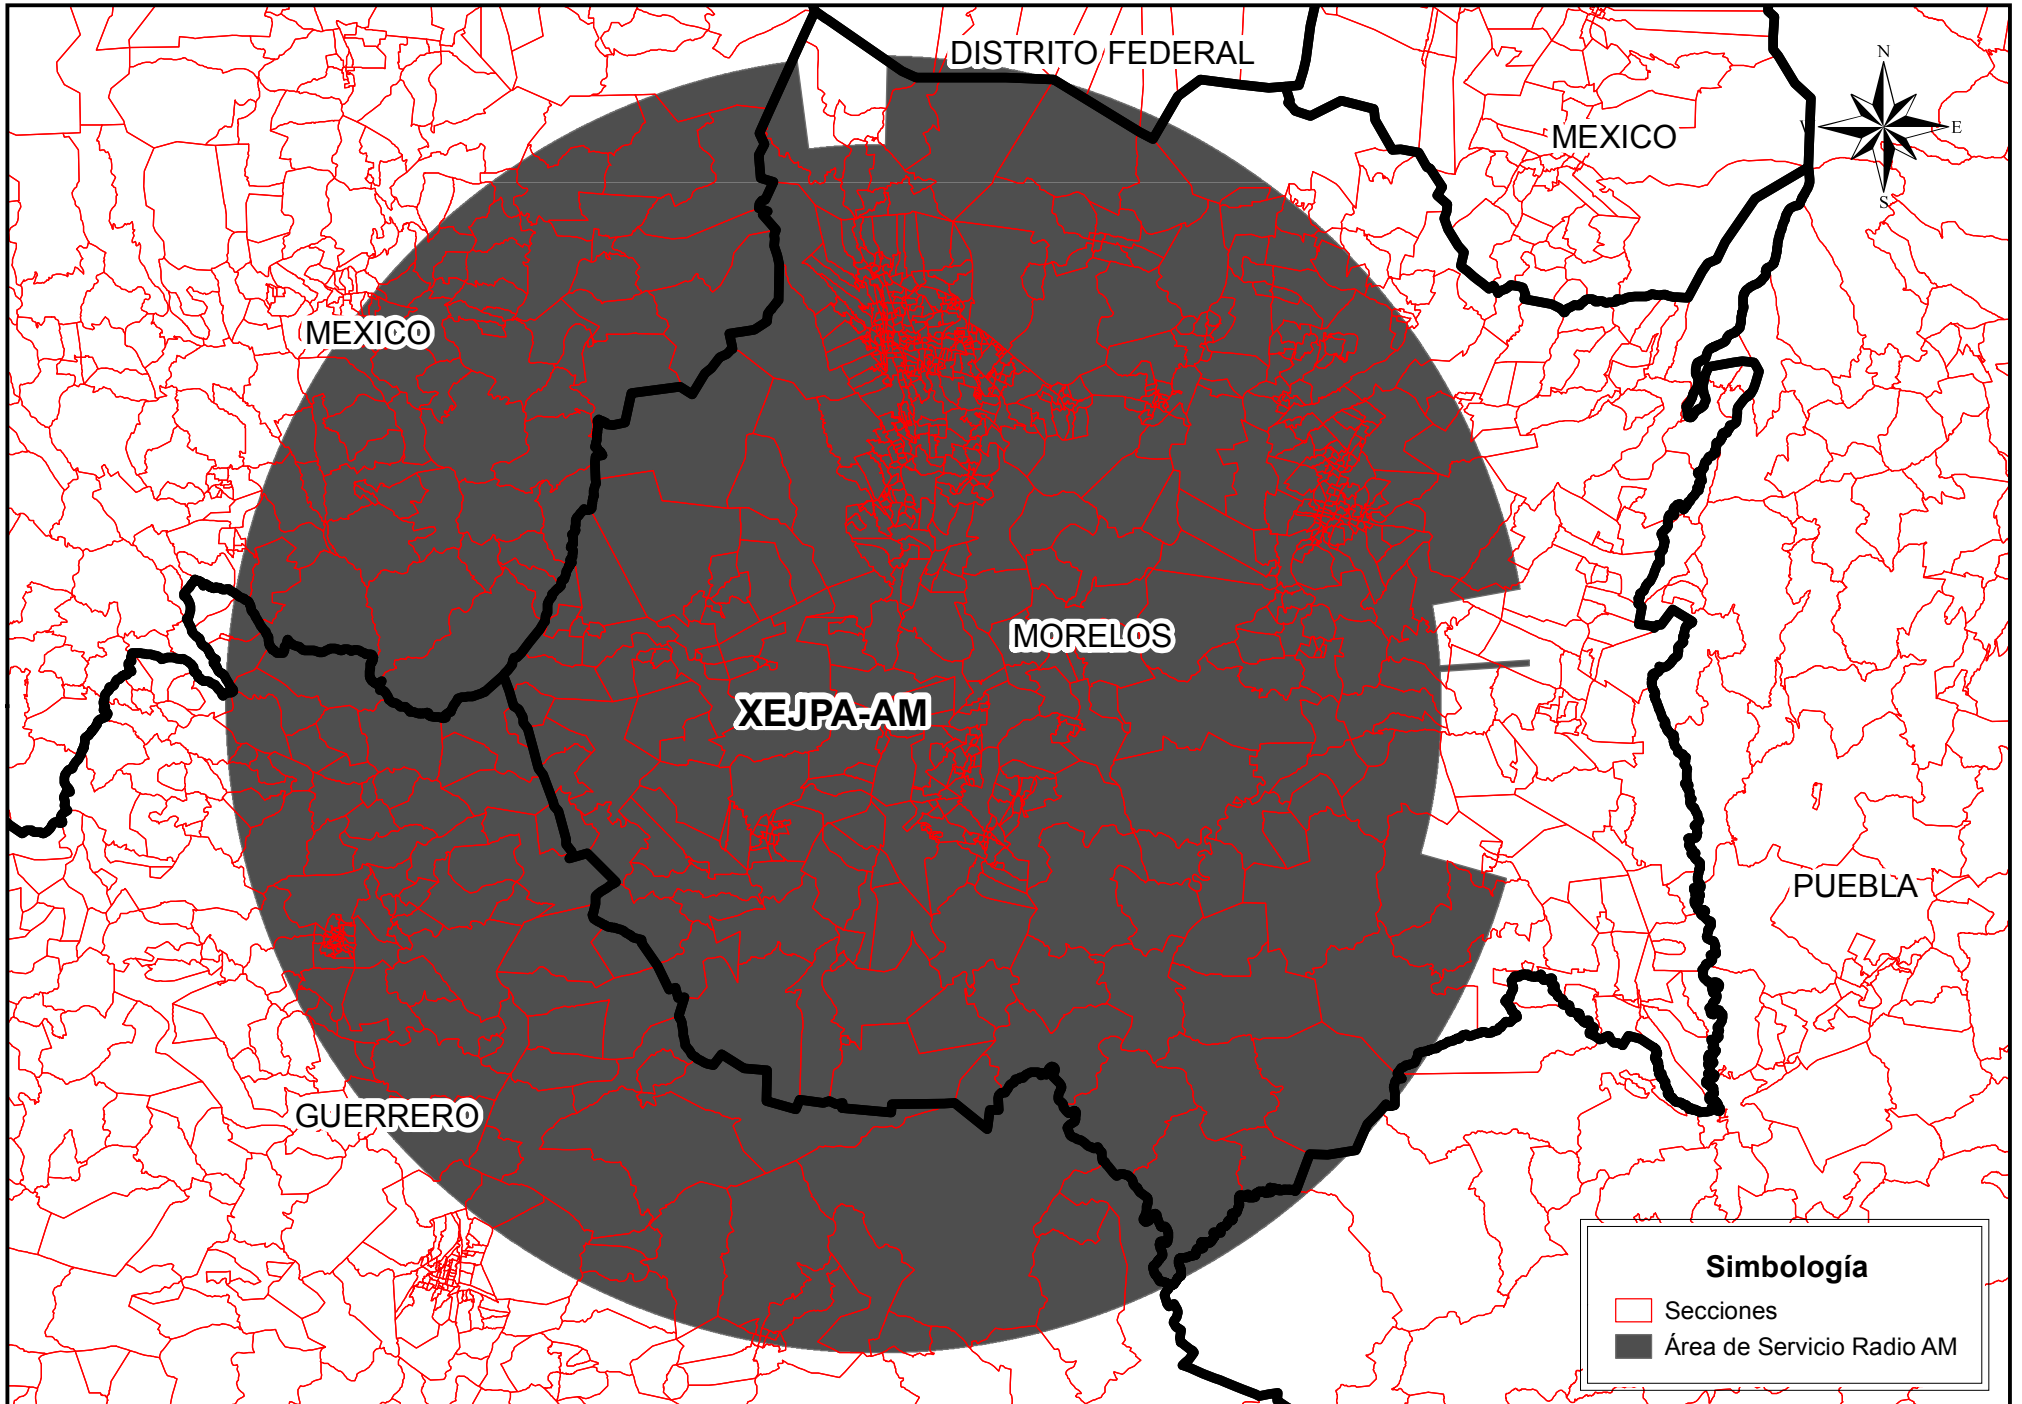 DISTRITO FEDERAL
N
MEXICO
E
S
MEXICO
MORELOS
XEJPA-AM
PUEBLA
GUERRERO
Simbología
Secciones
Área de Servicio Radio AM